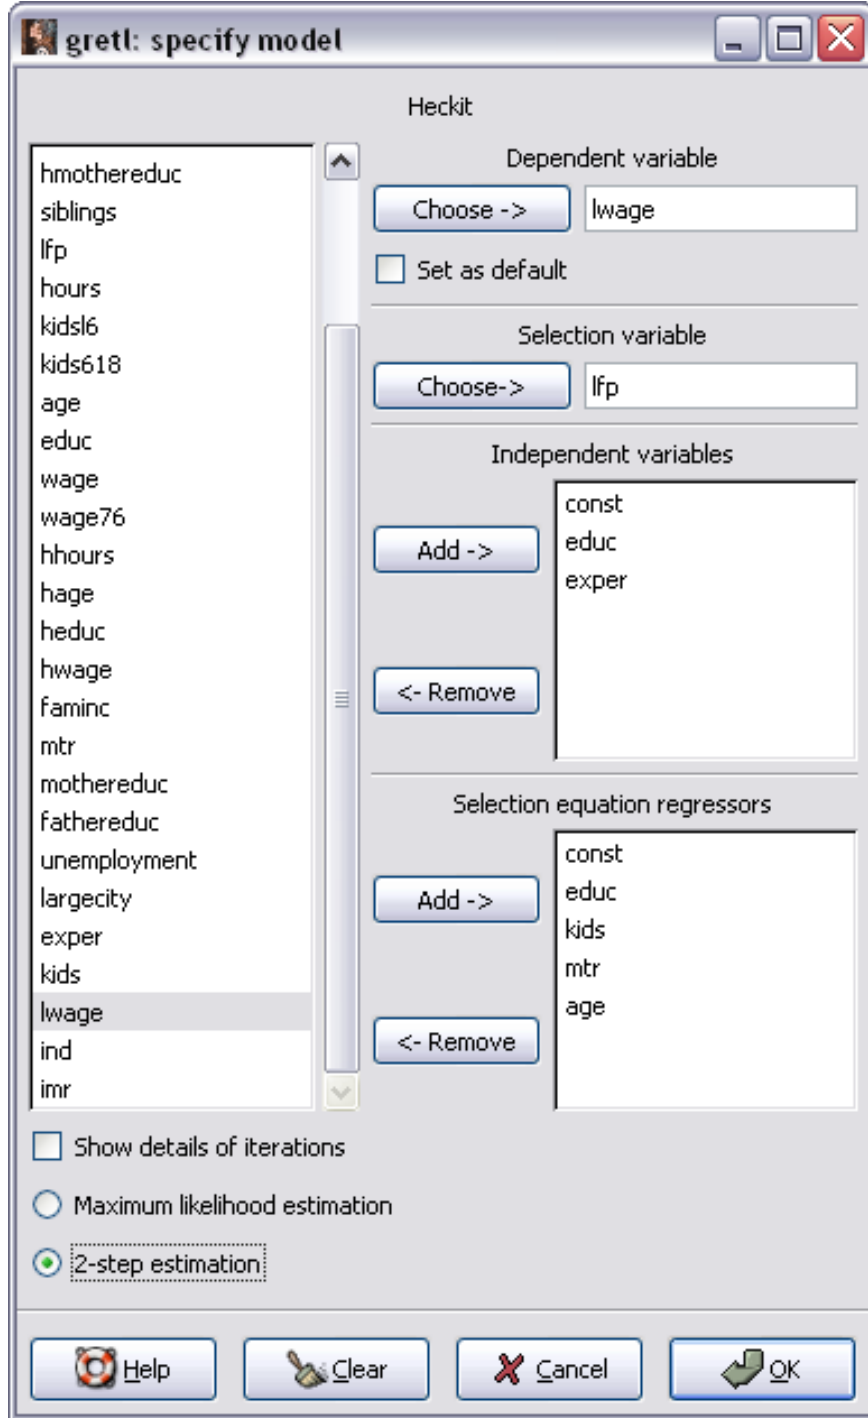 gretl: specify model
Heckit
hmothereduc
siblings
lfp
hours
kidsl6
kids618
age
educ
wage
wage76
hhours
hage
heduc
hwage
faminc
mtr
mothereduc
fathereduc
unemployment
largecity
exper
kids
lwage
ind
imr
Dependent variable
Choose ->
lwage
Set as default
Selection variable
Choose->
lfp
Independent variables
Add ->
<- Remove
const
educ
exper
Selection equation regressors
Add ->
<- Remove
const
educ
kids
mtr
age
Show details of iterations
Maximum likelihood estimation
2-step estimation
Help
Clear
Cancel
OK